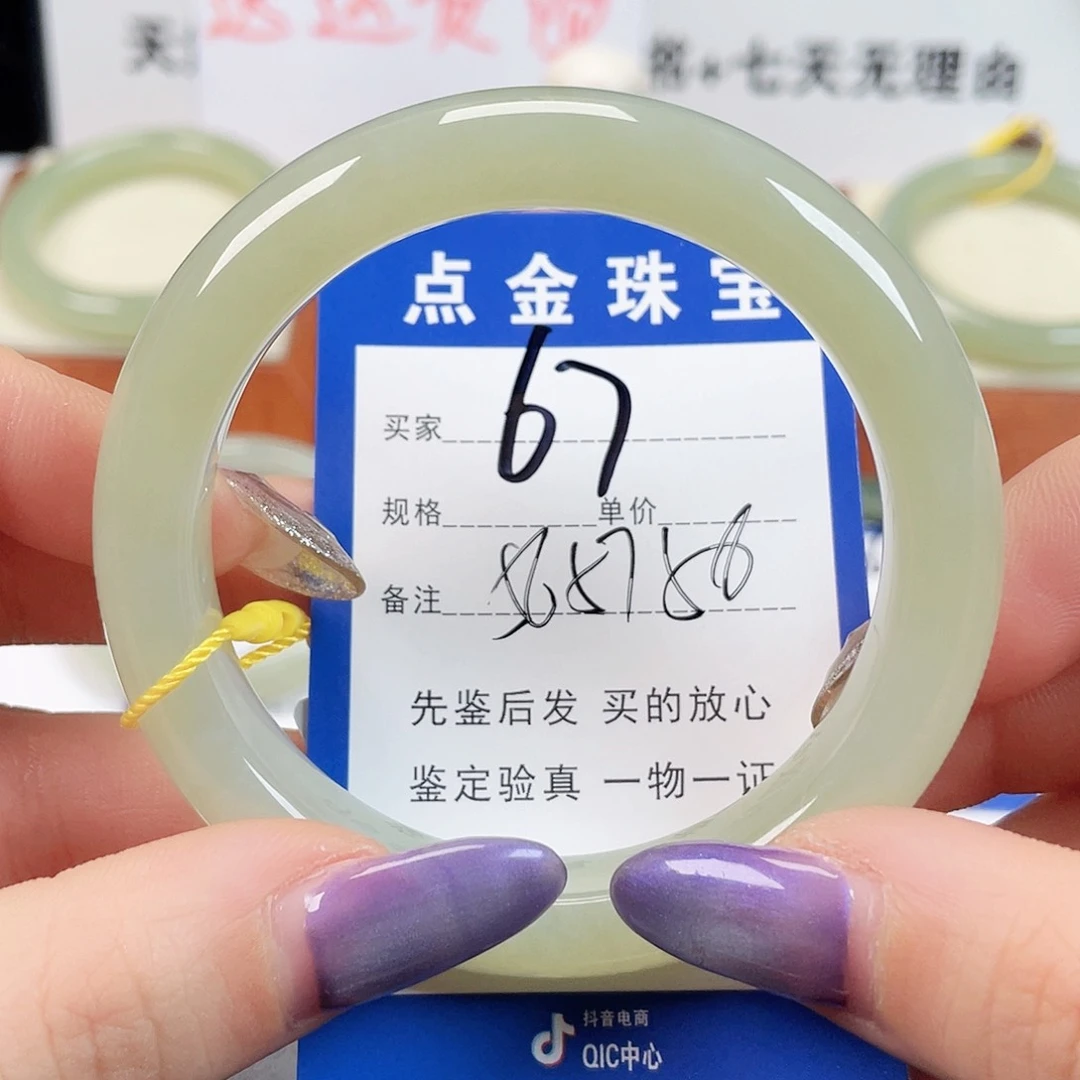 七天无理由
点金珠宝
67
买家
规格 单价
备注
先鉴后发 买的放心
鉴定验真 一物一证
抖音电商
QIC中心